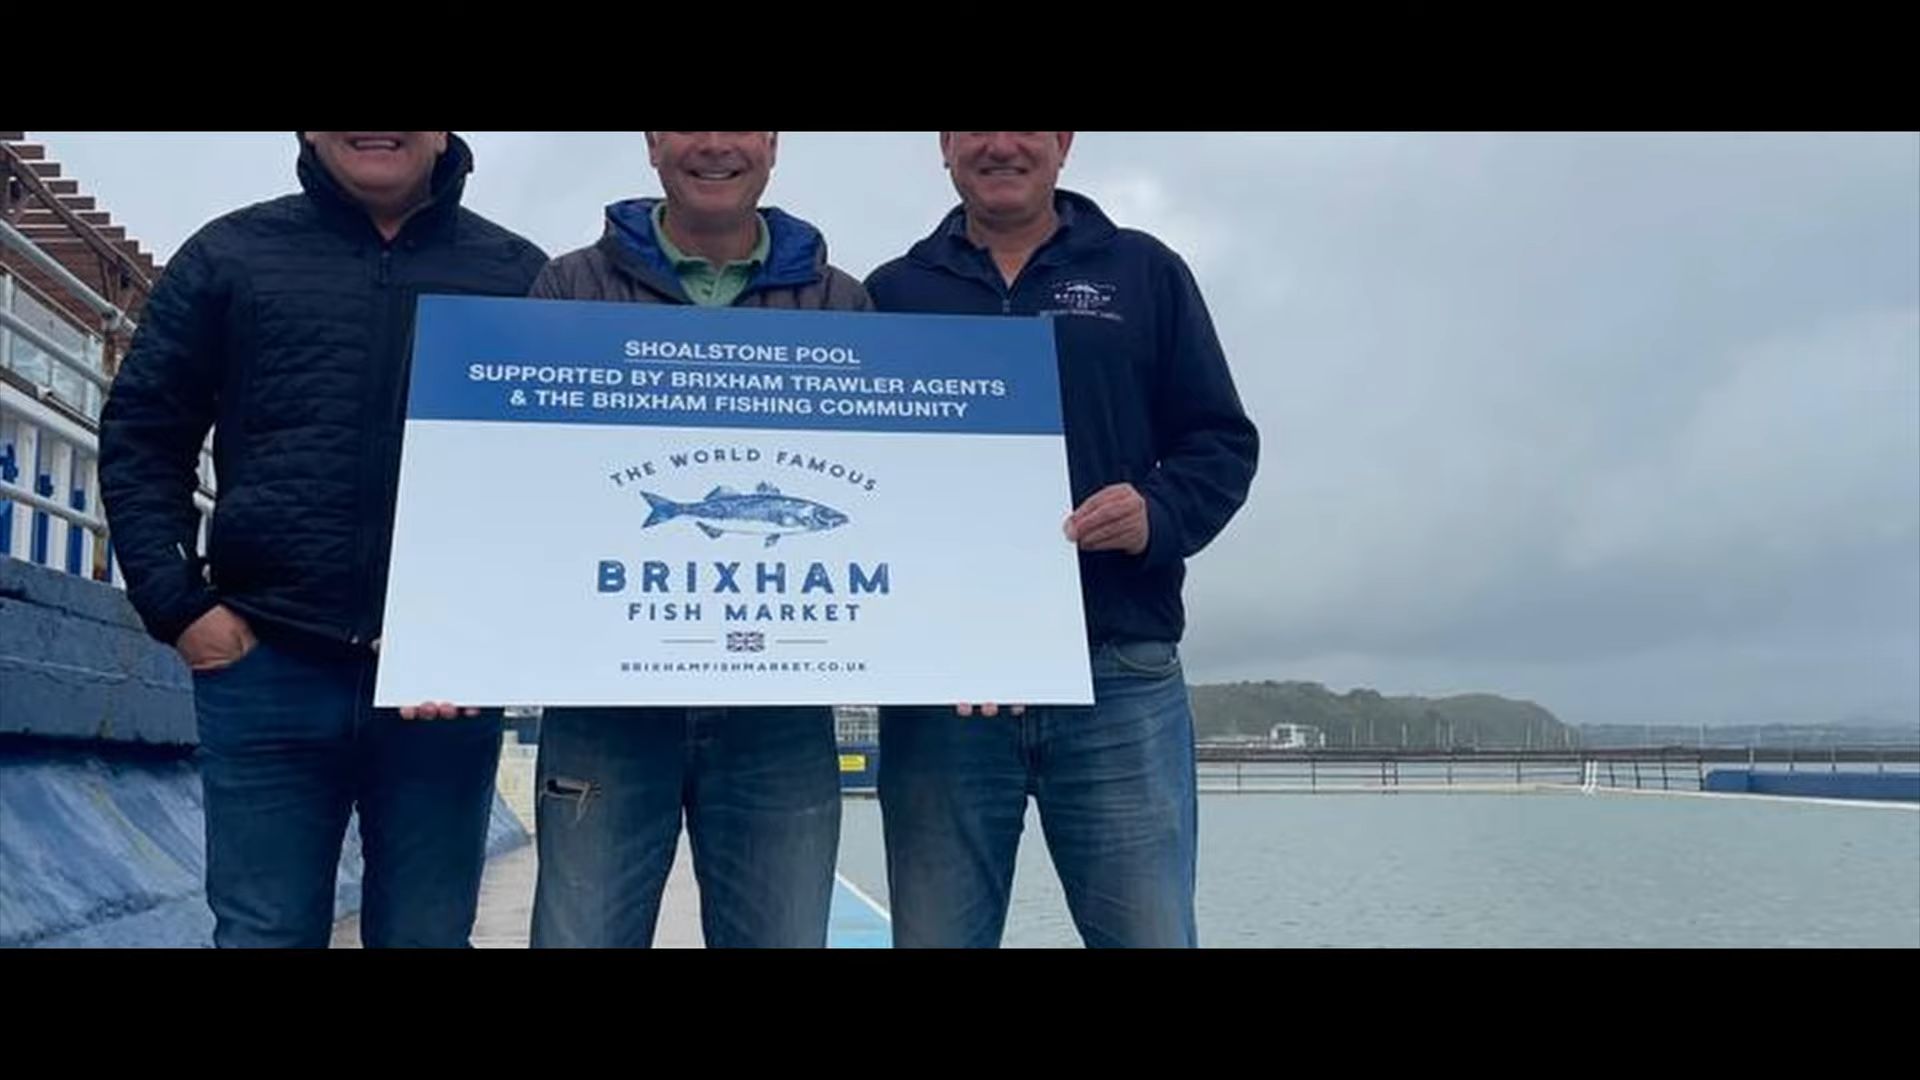 SHOALSTONE POOL
SUPPORTED BY BRIXHAM TRAWLER AGENTS
& THE BRIXHAM FISHING COMMUNITY
THE WORLD FAMOUS
BRIXHAM
FISH MARKET
BRIXHAMFISHMARKET.CO.UK
BRIXHAM